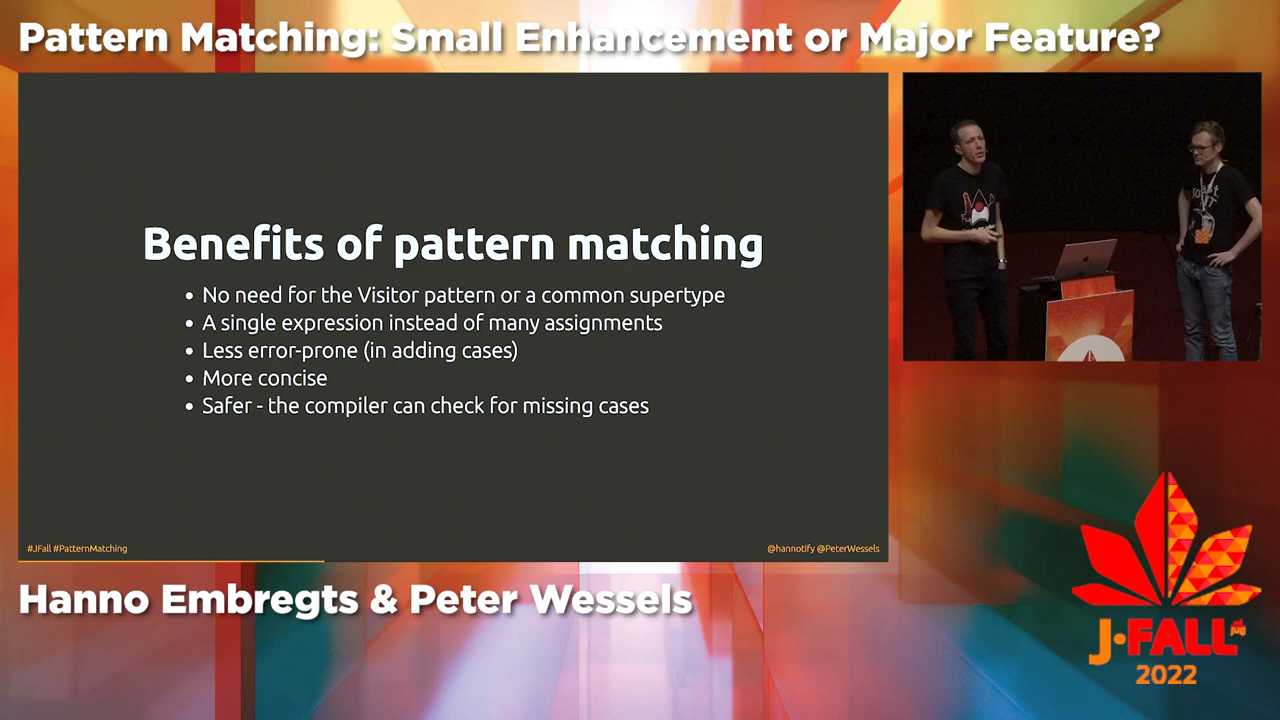 Pattern Matching: Small Enhancement or Major Feature?
Benefits of pattern matching
• No need for the Visitor pattern or a common supertype
• A single expression instead of many assignments
• Less error-prone (in adding cases)
• More concise
• Safer - the compiler can check for missing cases
#JFall #PatternMatching
@hannotify @PeterWessels
Hanno Embregts & Peter Wessels
J•FALL
nl jug
2022